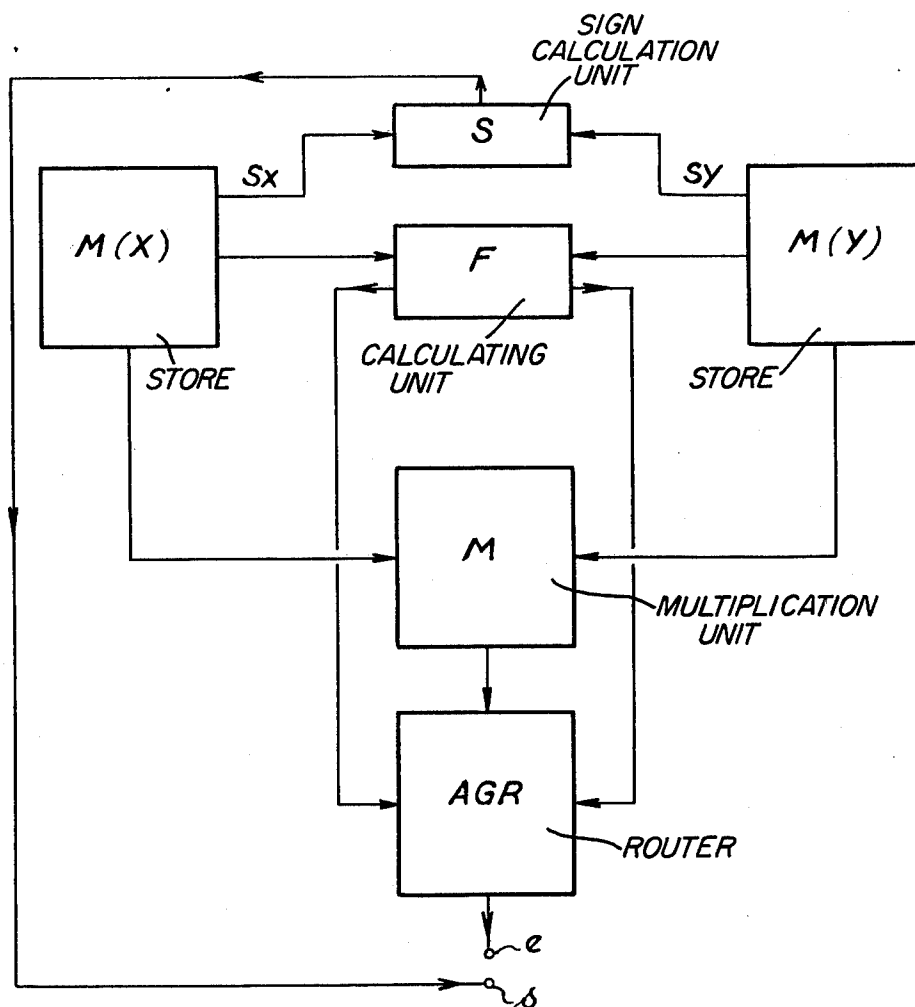 SIGN
CALCULATION
UNIT
S
Sx
Sy
M(X)
M(Y)
F
STORE
CALCULATING
UNIT
STORE
M
MULTIPLICATION
UNIT
AGR
ROUTER
e
s